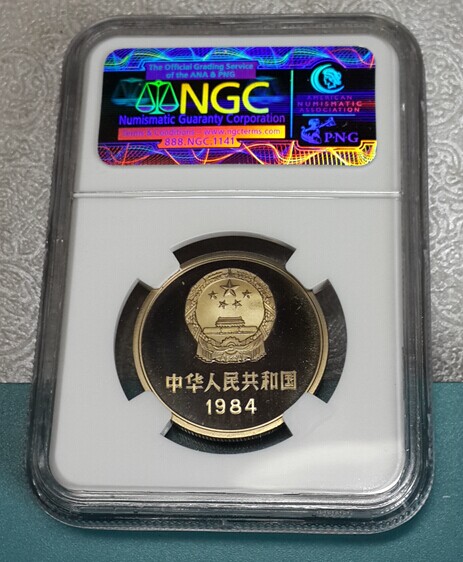 The Official Grading Service
of the ANA & PNG
NGC
Numismatic Guaranty Corporation
www.ngcterms.com
888.NGC.1141
AMERICAN
NUMISMATIC
ASSOCIATION
PNG
中华人民共和国
1984